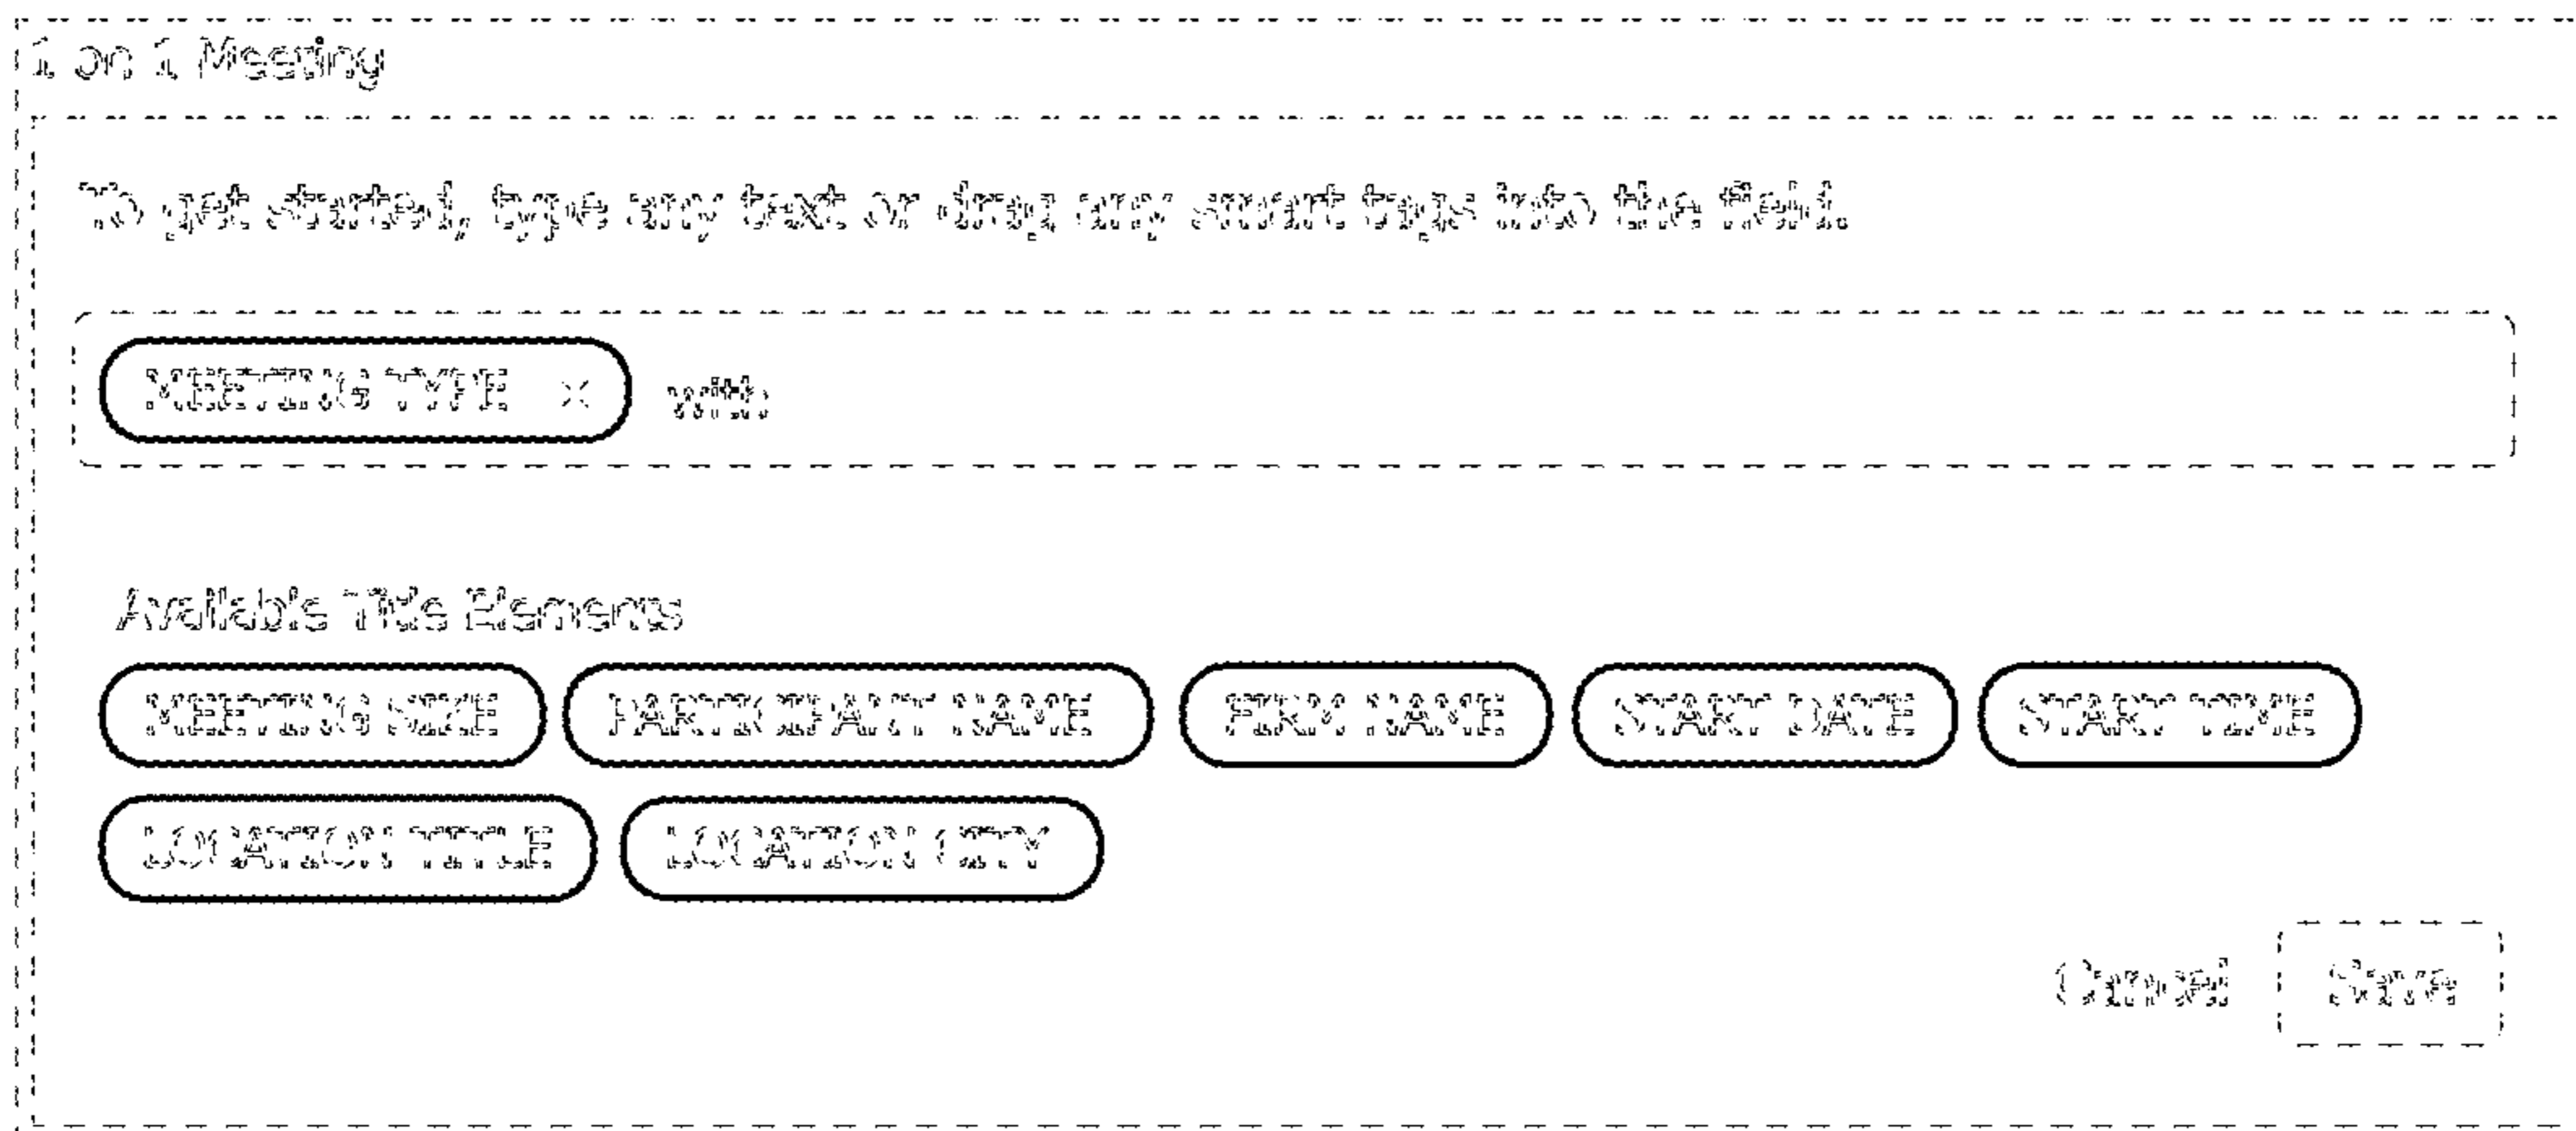 1 on 1 Meeting
To get started, type any text or drag any smart tags into the field.
MEETING TYPE × with
Available Title Elements
MEETING SIZE PARTICIPANT NAME FIRM NAME START DATE START TIME
LOCATION TITLE LOCATION CITY
Cancel Save